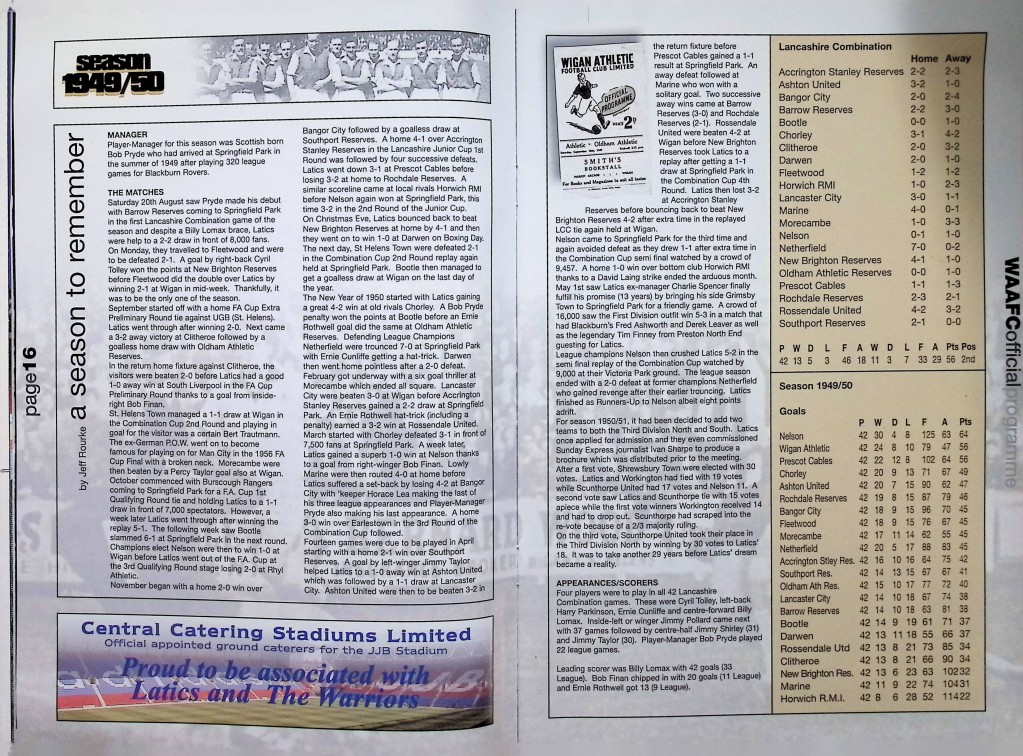 season
1949/50
page16
by Jeff Rourke a season to remember
MANAGER
Player-Manager for this season was Scottish born
Bob Pryde who had arrived at Springfield Park in
the summer of 1949 after playing 320 league
games for Blackburn Rovers.
THE MATCHES
Saturday 20th August saw Pryde made his debut
with Barrow Reserves coming to Springfield Park
in the first Lancashire Combination game of the
season and despite a Billy Lomax brace, Latics
were help to a 2-2 draw in front of 8,000 fans.
On Monday, they travelled to Fleetwood and were
to be defeated 2-1. A goal by right-back Cyril
Tolley won the points at New Brighton Reserves
before Fleetwood did the double over Latics by
winning 2-1 at Wigan in mid-week. Thankfully, it
was to be the only one of the season.
September started off with a home FA Cup Extra
Preliminary Round tie against UGB (St. Helens).
Latics went through after winning 2-0. Next came
a 3-2 away victory at Clitheroe followed by a
goalless home draw with Oldham Athletic
Reserves.
In the return home fixture against Clitheroe, the
visitors were beaten 2-0 before Latics had a good
1-0 away win at South Liverpool in the FA Cup
Preliminary Round thanks to a goal from inside-
right Bob Finan.
St. Helens Town managed a 1-1 draw at Wigan in
the Combination Cup 2nd Round and playing in
goal for the visitor was a certain Bert Trautmann.
The ex-German P.O.W. went on to become
famous for playing on for Man City in the 1956 FA
Cup Final with a broken neck. Morecambe were
then beaten by a Percy Taylor goal also at Wigan.
October commenced with Burscough Rangers
coming to Springfield Park for a F.A. Cup 1st
Qualifying Round tie and holding Latics to a 1-1
draw in front of 7,000 spectators. However, a
week later Latics went through after winning the
replay 5-1. The following week saw Bootle
slammed 6-1 at Springfield Park in the next round.
Champions elect Nelson were then to win 1-0 at
Wigan before Latics went out of the F.A. Cup at
the 3rd Qualifying Round stage losing 2-0 at Rhyl
Athletic.
November began with a home 2-0 win over
Bangor City followed by a goalless draw at
Southport Reserves. A home 4-1 over Accrington
Stanley Reserves in the Lancashire Junior Cup 1st
Round was followed by four successive defeats.
Latics went down 3-1 at Prescot Cables before
losing 3-2 at home to Rochdale Reserves. A
similar scoreline came at local rivals Horwich RMI
before Nelson again won at Springfield Park, this
time 3-2 in the 2nd Round of the Junior Cup.
On Christmas Eve, Latics bounced back to beat
New Brighton Reserves at home by 4-1 and then
they went on to win 1-0 at Darwen on Boxing Day.
The next day, St Helens Town were defeated 2-1
in the Combination Cup 2nd Round replay again
held at Springfield Park. Bootle then managed to
get a goalless draw at Wigan on the last day of
the year.
The New Year of 1950 started with Latics gaining
a great 4-2 win at old rivals Chorley. A Bob Pryde
penalty won the points at Bootle before an Ernie
Rothwell goal did the same at Oldham Athletic
Reserves. Defending League Champions
Netherfield were trounced 7-0 at Springfield Park
with Ernie Cunliffe getting a hat-trick. Darwen
then went home pointless after a 2-0 defeat.
February got underway with a six goal thriller at
Morecambe which ended all square. Lancaster
City were beaten 3-0 at Wigan before Accrington
Stanley Reserves gained a 2-2 draw at Springfield
Park. An Ernie Rothwell hat-trick (including a
penalty) earned a 3-2 win at Rossendale United.
March started with Chorley defeated 3-1 in front of
7,500 fans at Springfield Park. A week later,
Latics gained a superb 1-0 win at Nelson thanks
to a goal from right-winger Bob Finan. Lowly
Marine were then routed 4-0 at home before
Latics suffered a set-back by losing 4-2 at Bangor
City with 'keeper Horace Lea making the last of
his three league appearances and Player-Manager
Pryde also making his last appearance. A home
3-0 win over Earlestown in the 3rd Round of the
Combination Cup followed.
Fourteen games were due to be played in April
starting with a home 2-1 win over Southport
Reserves. A goal by left-winger Jimmy Taylor
helped Latics to a 1-0 away win at Ashton United
which was followed by a 1-1 draw at Lancaster
City. Ashton United were then to be beaten 3-2 in
Central Catering Stadiums Limited
Official appointed ground caterers for the JJB Stadium
Proud to be associated with
Latics and The Warriors
WIGAN ATHLETIC
FOOTBALL CLUB LIMITED
OFFICIAL
PROGRAMME
PRICE 2D
Athletic v Oldham Athletic
SMITH'S
BOOKSTALL
For Books and Magazines to suit all tastes
the return fixture before
Prescot Cables gained a 1-1
result at Springfield Park. An
away defeat followed at
Marine who won with a
solitary goal. Two successive
away wins came at Barrow
Reserves (3-0) and Rochdale
Reserves (2-1). Rossendale
United were beaten 4-2 at
Wigan before New Brighton
Reserves took Latics to a
replay after getting a 1-1
draw at Springfield Park in
the Combination Cup 4th
Round. Latics then lost 3-2
at Accrington Stanley
Reserves before bouncing back to beat New
Brighton Reserves 4-2 after extra time in the replayed
LCC tie again held at Wigan.
Nelson came to Springfield Park for the third time and
again avoided defeat as they drew 1-1 after extra time in
the Combination Cup semi final watched by a crowd of
9,457. A home 1-0 win over bottom club Horwich RMI
thanks to a David Laing strike ended the arduous month.
May 1st saw Latics ex-manager Charlie Spencer finally
fulfil his promise (13 years) by bringing his side Grimsby
Town to Springfield Park for a friendly game. A crowd of
16,000 saw the First Division outfit win 5-3 in a match that
had Blackburn's Fred Ashworth and Derek Leaver as well
as the legendary Tim Finney from Preston North End
guesting for Latics.
League champions Nelson then crushed Latics 5-2 in the
semi final replay of the Combination Cup watched by
9,000 at their Victoria Park ground. The league season
ended with a 2-0 defeat at former champions Netherfield
who gained revenge after their earlier trouncing. Latics
finished as Runners-Up to Nelson albeit eight points
adrift.
For season 1950/51, it had been decided to add two
teams to both the Third Division North and South. Latics
once applied for admission and they even commissioned
Sunday Express journalist Ivan Sharpe to produce a
brochure which was distributed prior to the meeting.
After a first vote, Shrewsbury Town were elected with 30
votes. Latics and Workington had tied with 19 votes
while Scunthorpe United had 17 votes and Nelson 11. A
second vote saw Latics and Scunthorpe tie with 15 votes
apiece while the first vote winners Workington received 14
and had to drop out. Scunthorpe had scraped into the
re-vote because of a 2/3 majority ruling.
On the third vote, Scunthorpe United took their place in
the Third Division North by winning by 30 votes to Latics'
18. It was to take another 29 years before Latics' dream
became a reality.
APPEARANCES/SCORERS
Four players were to play in all 42 Lancashire
Combination games. These were Cyril Tolley, left-back
Harry Parkinson, Ernie Cunliffe and centre-forward Billy
Lomax. Inside-left or winger Jimmy Pollard came next
with 37 games followed by centre-half Jimmy Shirley (31)
and Jimmy Taylor (30). Player-Manager Bob Pryde played
22 league games.
Leading scorer was Billy Lomax with 42 goals (33
League). Bob Finan chipped in with 20 goals (11 League)
and Ernie Rothwell got 13 (9 League).
Lancashire Combination
Home Away
Accrington Stanley Reserves 2-2 2-3
Ashton United 3-2 1-0
Bangor City 2-0 2-4
Barrow Reserves 2-2 3-0
Bootle 0-0 1-0
Chorley 3-1 4-2
Clitheroe 2-0 3-2
Darwen 2-0 1-0
Fleetwood 1-2 1-2
Horwich RMI 1-0 2-3
Lancaster City 3-0 1-1
Marine 4-0 0-1
Morecambe 1-0 3-3
Nelson 0-1 1-0
Netherfield 7-0 0-2
New Brighton Reserves 4-1 1-0
Oldham Athletic Reserves 0-0 1-0
Prescot Cables 1-1 1-3
Rochdale Reserves 2-3 2-1
Rossendale United 4-2 3-2
Southport Reserves 2-1 0-0
P W D L F A W D L F A Pts Pos
42 13 5 3 46 18 11 3 7 33 29 56 2nd
Season 1949/50
Goals
P W D L F A Pts
Nelson 42 30 4 8 125 63 64
Wigan Athletic 42 24 8 10 79 47 56
Prescot Cables 42 22 12 8 102 64 56
Chorley 42 20 9 13 71 67 49
Ashton United 42 20 7 15 90 62 47
Rochdale Reserves 42 19 8 15 87 79 46
Bangor City 42 18 9 15 96 70 45
Fleetwood 42 18 9 15 76 67 45
Morecambe 42 17 11 14 62 55 45
Netherfield 42 20 5 17 88 83 45
Accrington Stley Res. 42 16 10 16 64 75 42
Southport Res. 42 14 13 15 67 67 41
Oldham Ath Res. 42 15 10 17 77 72 40
Lancaster City 42 14 10 18 67 74 38
Barrow Reserves 42 14 10 18 63 81 38
Bootle 42 14 9 19 61 71 37
Darwen 42 13 11 18 55 66 37
Rossendale Utd 42 13 8 21 73 85 34
Clitheroe 42 13 8 21 66 90 34
New Brighton Res. 42 13 6 23 63 102 32
Marine 42 11 9 22 74 104 31
Horwich R.M.I. 42 8 6 28 52 114 22
WAAFCofficialprogramme